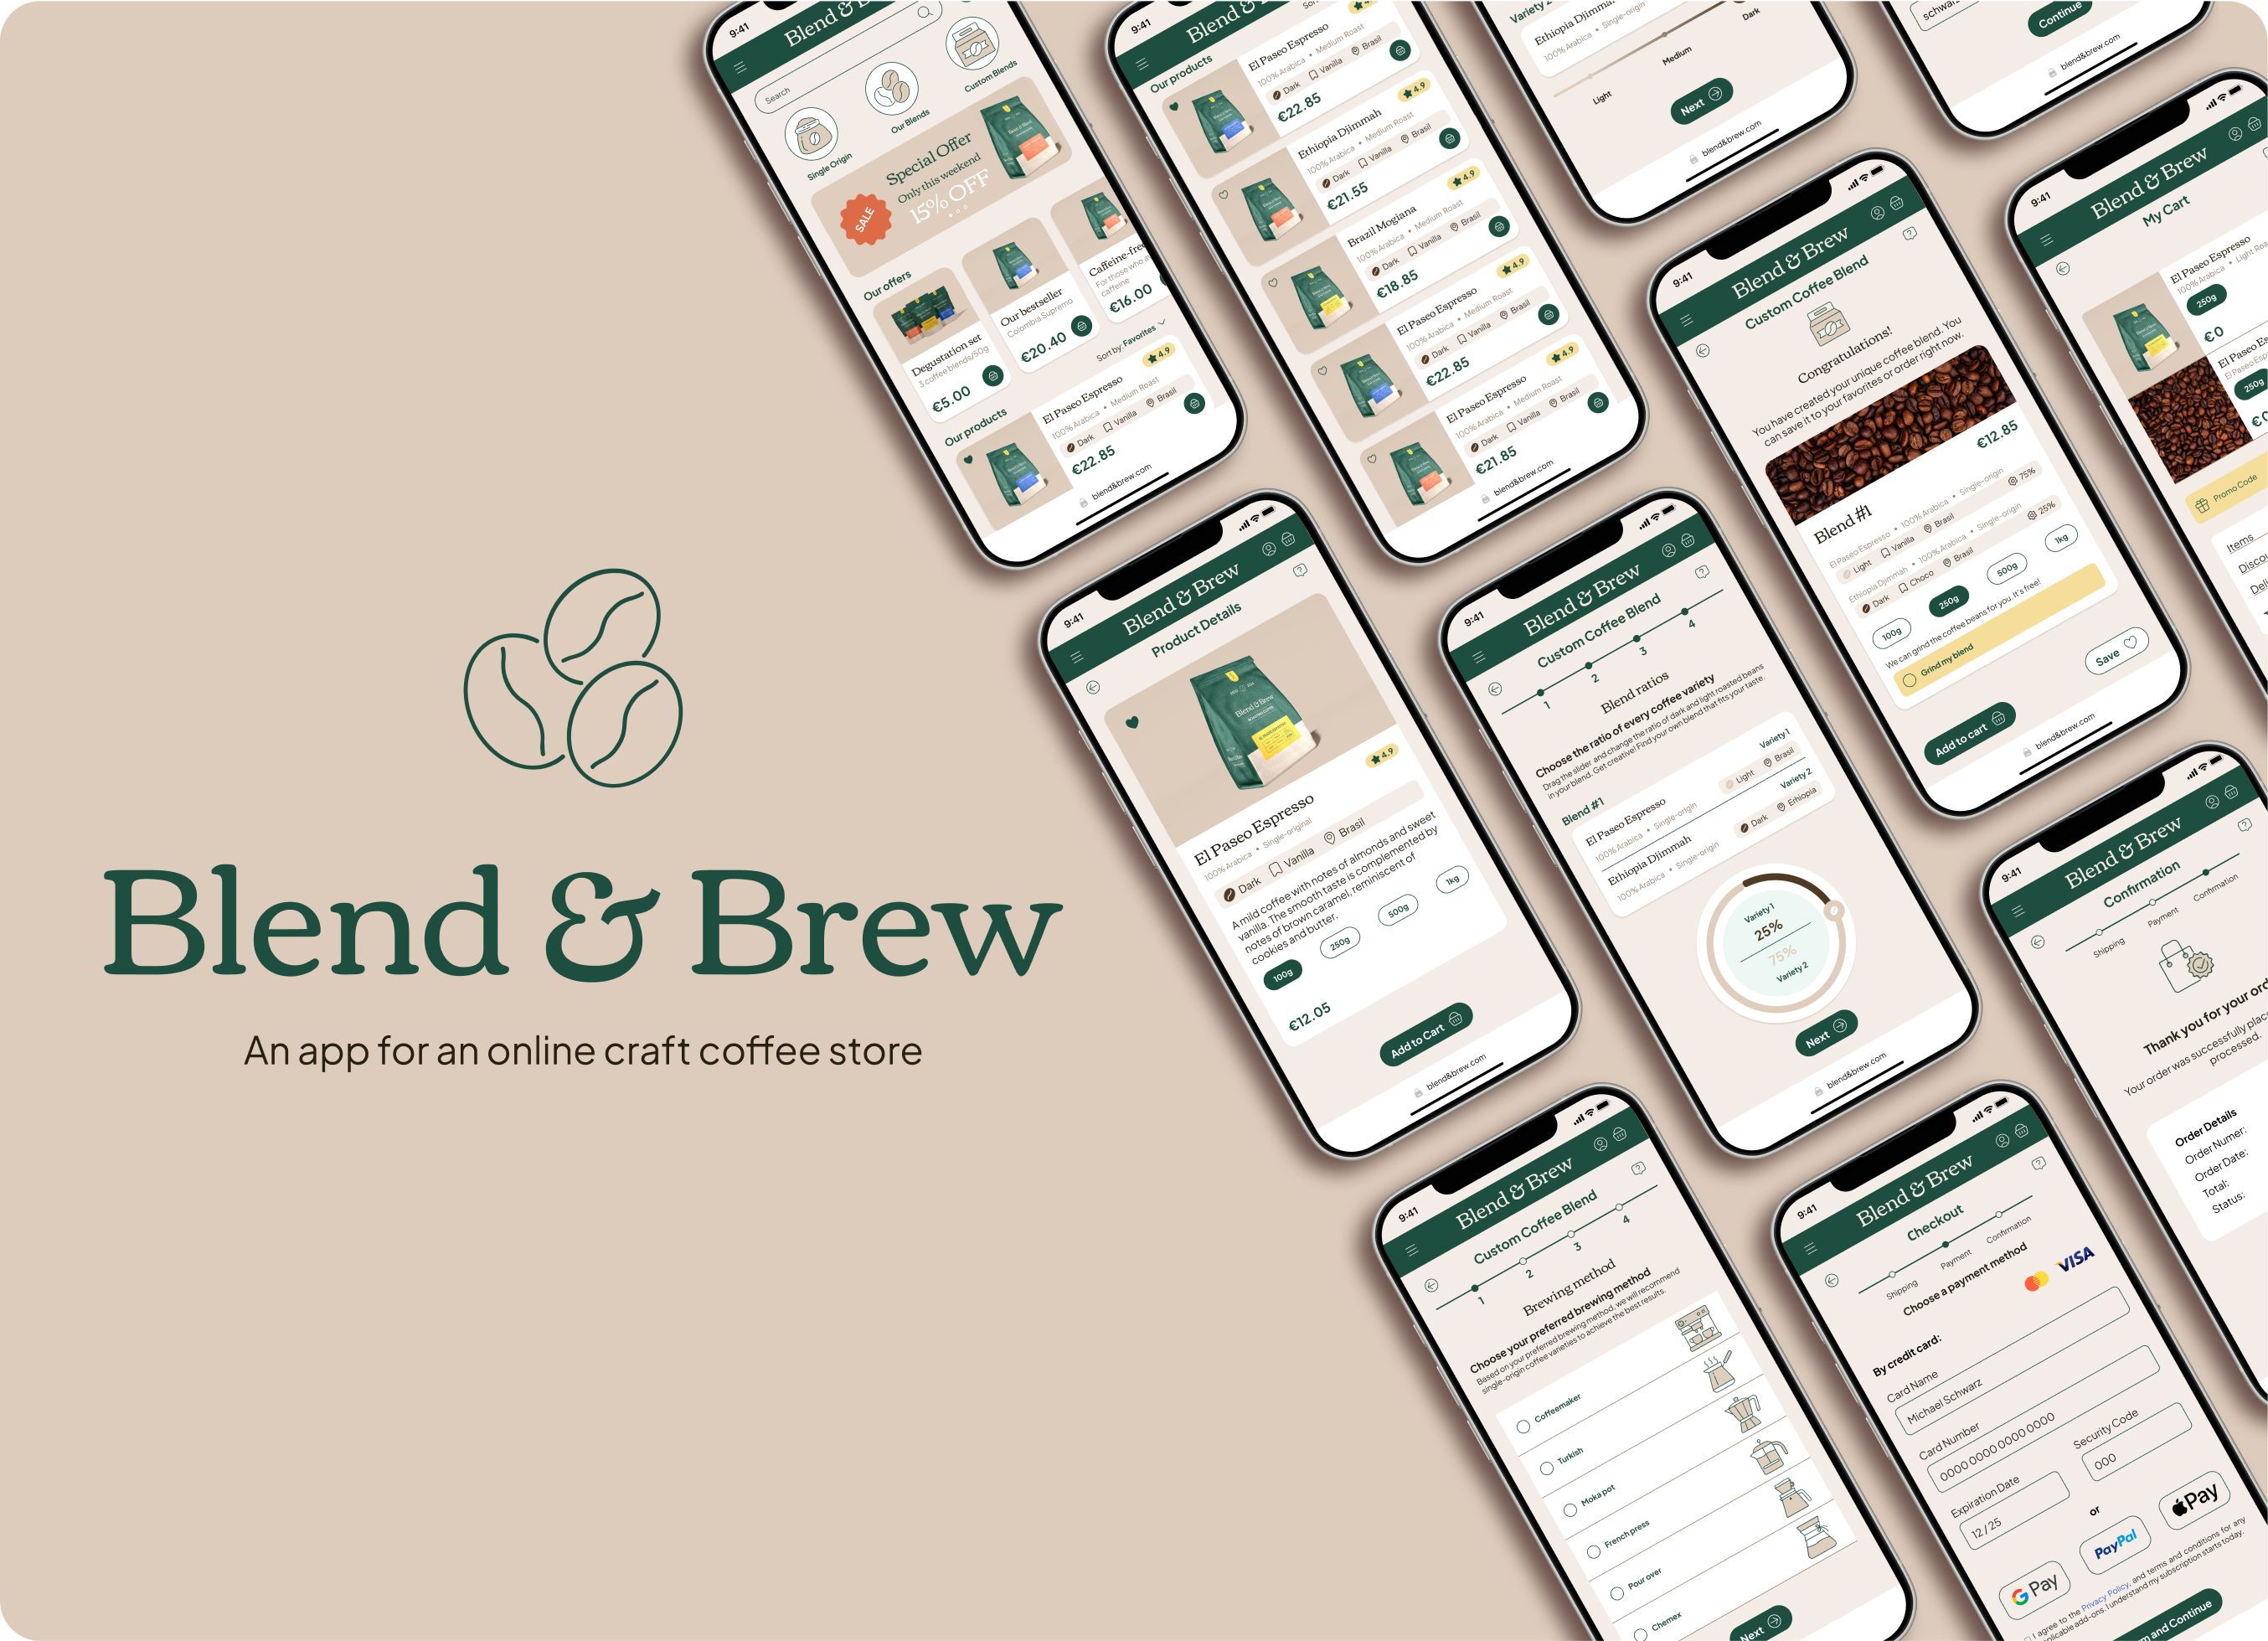 Blend & Brew
An app for an online craft coffee store
9:41
Blend & B
Search
Single Origin
Our Blends
Custom Blends
Special Offer
Only this weekend
15% OFF
SALE
Our offers
Degustation set
3 coffee blends/50g
€5.00
Our bestseller
Colombia Supremo
€20.40
Caffeine-fre
For those who a
caffeine
€16.00
Sort by: Favorites
Our products
El Paseo Espresso
4.9
100% Arabica • Medium Roast
Dark
Vanilla
Brasil
€22.85
blend&brew.com
9:41
Blend & B
Our products
El Paseo Espresso
100% Arabica • Medium Roast
Dark
Vanilla
Brasil
€22.85
Ethiopia Djimmah
4.9
100% Arabica • Medium Roast
Dark
Vanilla
Brasil
€21.55
Brazil Mogiana
4.9
100% Arabica • Medium Roast
Dark
Vanilla
Brasil
€18.85
El Paseo Espresso
4.9
100% Arabica • Medium Roast
Dark
Vanilla
Brasil
€22.85
El Paseo Espresso
4.9
100% Arabica • Medium Roast
Dark
Vanilla
Brasil
€21.85
blend&brew.com
Variety 2
Ethiopia Djimma
100% Arabica • Single-origin
Light
Medium
Dark
Next
blend&brew.com
schwar
Continue
blend&brew.com
9:41
Blend & Brew
Product Details
El Paseo Espresso
4.9
100% Arabica • Single-original
Dark
Vanilla
Brasil
A mild coffee with notes of almonds and sweet
vanilla. The smooth taste is complemented by
notes of brown caramel, reminiscent of
cookies and butter.
100g
250g
500g
1kg
€12.05
Add to Cart
blend&brew.com
9:41
Blend & Brew
Custom Coffee Blend
1
2
3
4
Blend ratios
Choose the ratio of every coffee variety
Drag the slider and change the ratio of dark and light roasted beans
in your blend. Get creative! Find your own blend that fits your taste.
Blend #1
Variety 1
El Paseo Espresso
Light
Brasil
100% Arabica • Single-origin
Variety 2
Ethiopia Djimmah
Dark
Erhiopia
100% Arabica • Single-origin
Variety 1
25%
75%
Variety 2
Next
blend&brew.com
9:41
Blend & Brew
Custom Coffee Blend
Congratulations!
You have created your unique coffee blend. You
can save it to your favorites or order right now.
€12.85
Blend #1
El Paseo Espresso • 100% Arabica • Single-origin
Light
Vanilla
Brasil
75%
Ethiopia Djimmah • 100% Arabica • Single-origin
Dark
Choco
Brasil
25%
100g
250g
500g
1kg
We can grind the coffee beans for you. It's free!
Grind my blend
Save
Add to cart
blend&brew.com
9:41
Blend & Brew
My Cart
El Paseo Espresso
100% Arabica • Light Roa
250g
€0
El Paseo Es
El Paseo Esp
250g
€0
Promo Code
Items
Discou
Deli
9:41
Blend & Brew
Custom Coffee Blend
1
2
3
4
Brewing method
Choose your preferred brewing method
Based on your preferred brewing method, we will recommend
single-origin coffee varieties to achieve the best results.
Coffeemaker
Turkish
Moka pot
French press
Pour over
Chemex
Next
9:41
Blend & Brew
Checkout
Shipping
Payment
Confirmation
Choose a payment method
VISA
By credit card:
Card Name
Michael Schwarz
Card Number
0000 0000 0000 0000
Expiration Date
12/25
Security Code
000
or
G Pay
PayPal
Pay
I agree to the Privacy Policy, and terms and conditions for any
plicable add-ons. I understand my subscription starts today.
m and Continue
9:41
Blend & Brew
Confirmation
Shipping
Payment
Confirmation
Thank you for your ord
Your order was successfully plac
processed.
Order Details
Order Numer:
Order Date:
Total:
Status: